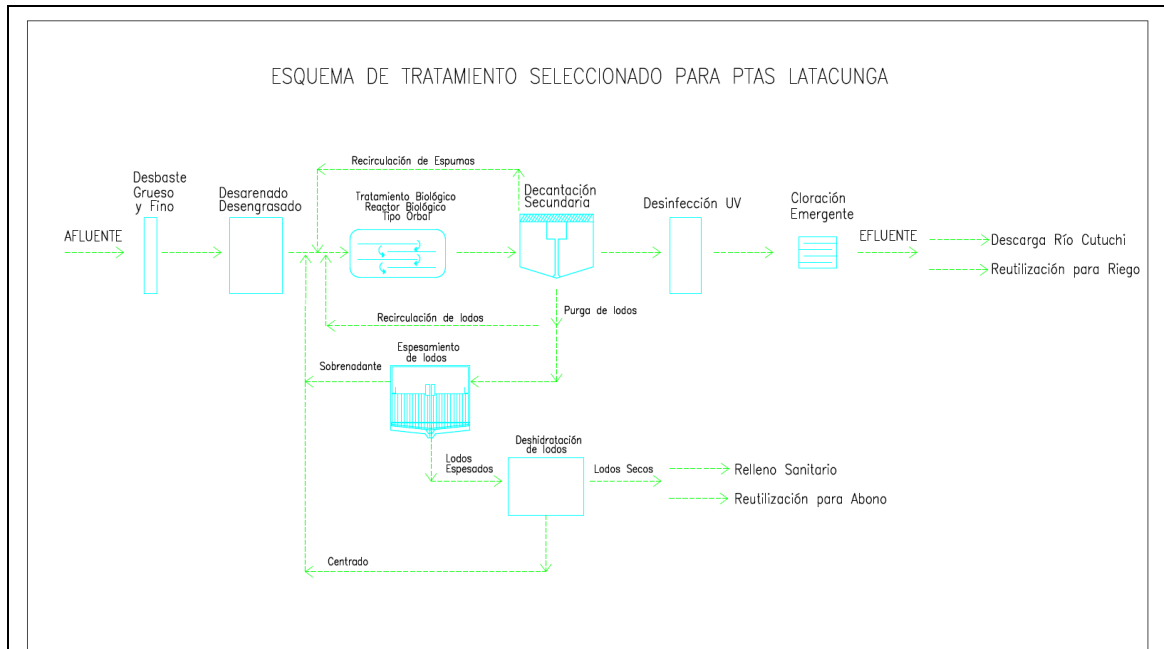 ESQUEMA DE TRATAMIENTO SELECCIONADO PARA PTAS LATACUNGA
Recirculación de Espumas
Desbaste
Grueso
y Fino
Desarenado
Desengrasado
Tratamiento Biológico
Reactor Biológico
Tipo Orbal
Decantación
Secundaria
Desinfección UV
Cloración
Emergente
AFLUENTE
EFLUENTE
Descarga Río Cutuchi
Reutilización para Riego
Recirculación de lodos
Purga de lodos
Espesamiento
de lodos
Sobrenadante
Lodos
Espesados
Deshidratación
de lodos
Lodos Secos
Relleno Sanitario
Reutilización para Abono
Centrado